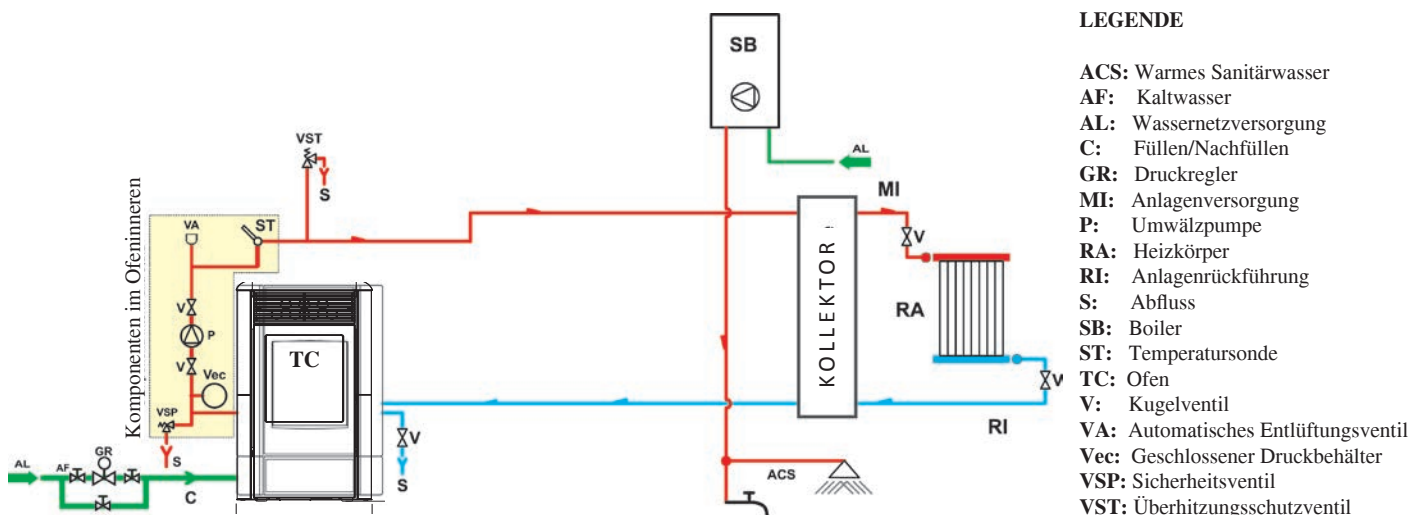 SB
VST
S
AL
MI
Komponenten im Ofeninneren
VA
ST
V
V
P
V
Vec
VSP
S
TC
KOLLEKTOR
RA
V
RI
V
S
AL
AF
GR
C
ACS
LEGENDE
ACS: Warmes Sanitärwasser
AF: Kaltwasser
AL: Wassernetzversorgung
C: Füllen/Nachfüllen
GR: Druckregler
MI: Anlagenversorgung
P: Umwälzpumpe
RA: Heizkörper
RI: Anlagenrückführung
S: Abfluss
SB: Boiler
ST: Temperatursonde
TC: Ofen
V: Kugelventil
VA: Automatisches Entlüftungsventil
Vec: Geschlossener Druckbehälter
VSP: Sicherheitsventil
VST: Überhitzungsschutzventil